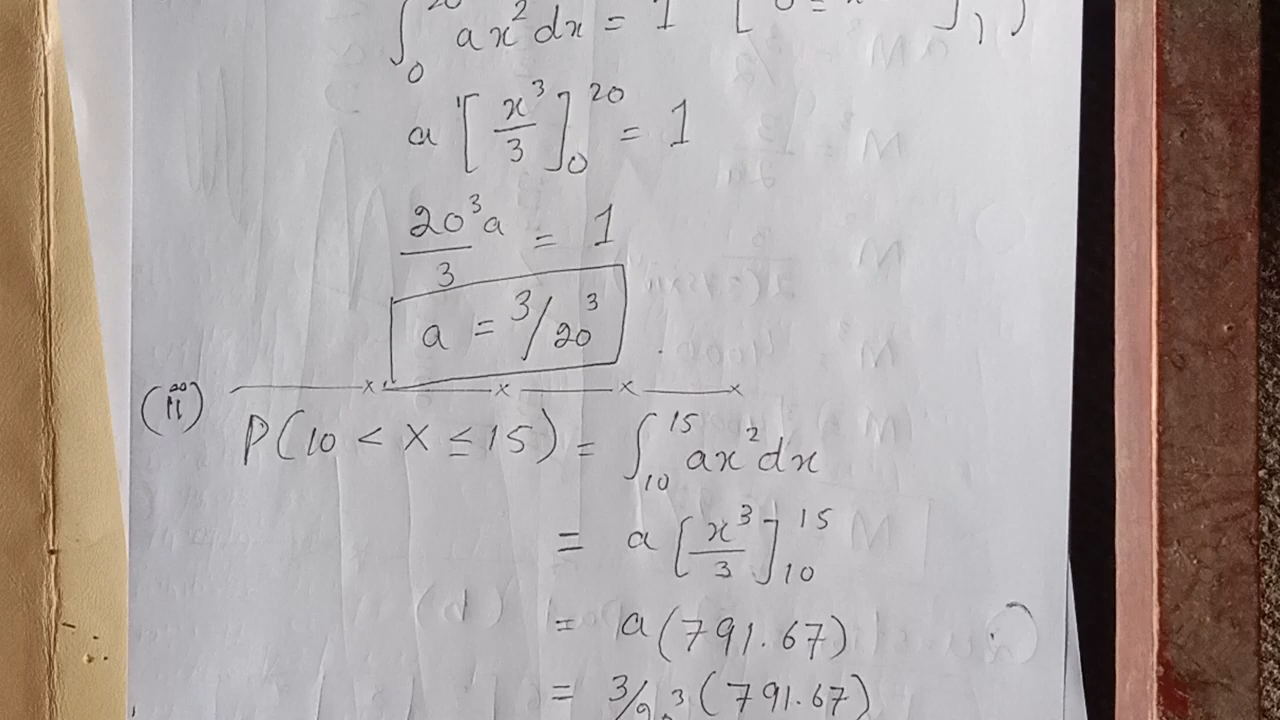 ∫₀²⁰ ax² dx = 1 [
a [x³/3]₀²⁰ = 1
20³a/3 = 1
a = 3/20³
(ii) P(10 < X ≤ 15) = ∫₁₀¹⁵ ax² dx
= a [x³/3]₁₀¹⁵
= a(791.67)
= 3/20³ (791.67)